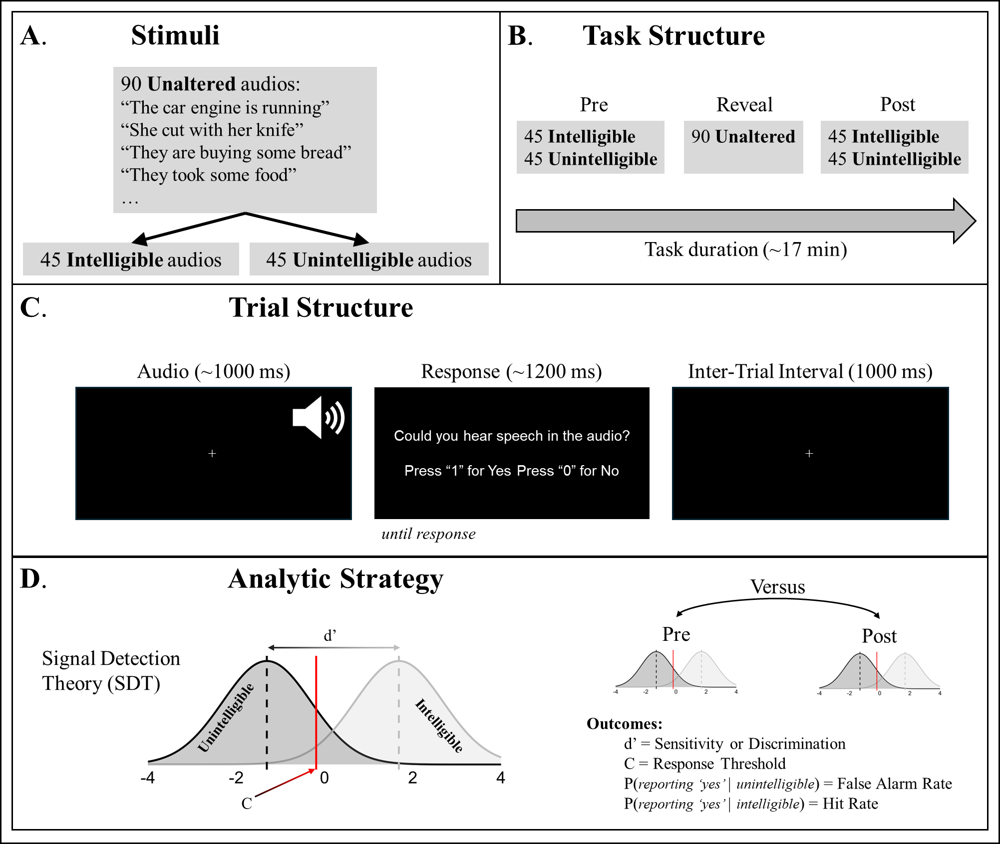 A. Stimuli
90 Unaltered audios:
“The car engine is running”
“She cut with her knife”
“They are buying some bread”
“They took some food”
…
45 Intelligible audios
45 Unintelligible audios
B. Task Structure
Pre
45 Intelligible
45 Unintelligible
Reveal
90 Unaltered
Post
45 Intelligible
45 Unintelligible
Task duration (~17 min)
C. Trial Structure
Audio (~1000 ms)
+
Response (~1200 ms)
Could you hear speech in the audio?
Press “1” for Yes Press “0” for No
until response
Inter-Trial Interval (1000 ms)
+
D. Analytic Strategy
Signal Detection
Theory (SDT)
d’
Unintelligible
Intelligible
-4 -2 0 2 4
C
Versus
Pre
-4 -2 0 2 4
Post
-4 -2 0 2 4
Outcomes:
d’ = Sensitivity or Discrimination
C = Response Threshold
P(reporting ‘yes’ | unintelligible) = False Alarm Rate
P(reporting ‘yes’ | intelligible) = Hit Rate